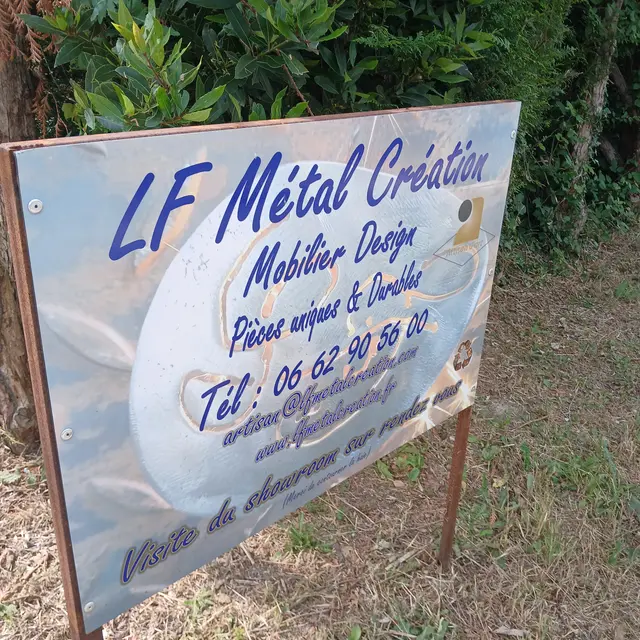 LF Métal Création
Mobilier Design
Pièces uniques & Durables
Tél : 06 62 90 56 00
artisan@lfmetalcreation.com
www.lfmetalcreaton.fr
Visite du showroom sur rendez vous